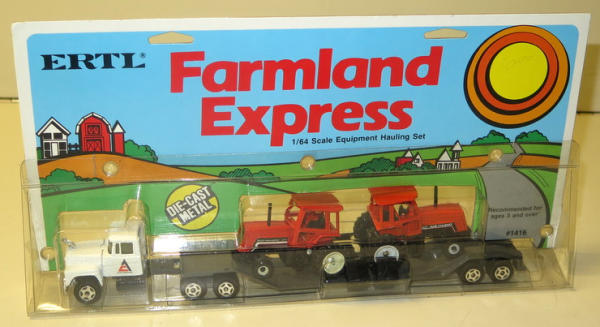 ERTL®
Farmland
Express
1/64 Scale Equipment Hauling Set
DIE-CAST
METAL
Recommended for
ages 3 and over
#1416